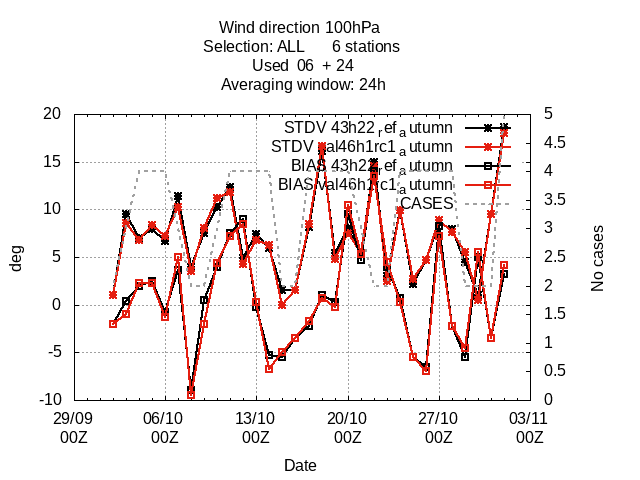 Wind direction 100hPa
Selection: ALL 6 stations
Used 06 + 24
Averaging window: 24h
STDV 43h22ref_autumn
STDV val46h1rc1_autumn
BIAS 43h22ref_autumn
BIAS val46h1rc1_autumn
CASES
20
15
10
5
0
-5
-10
deg
5
4.5
4
3.5
3
2.5
2
1.5
1
0.5
0
No cases
29/09 06/10 13/10 20/10 27/10 03/11
00Z 00Z 00Z 00Z 00Z 00Z
Date